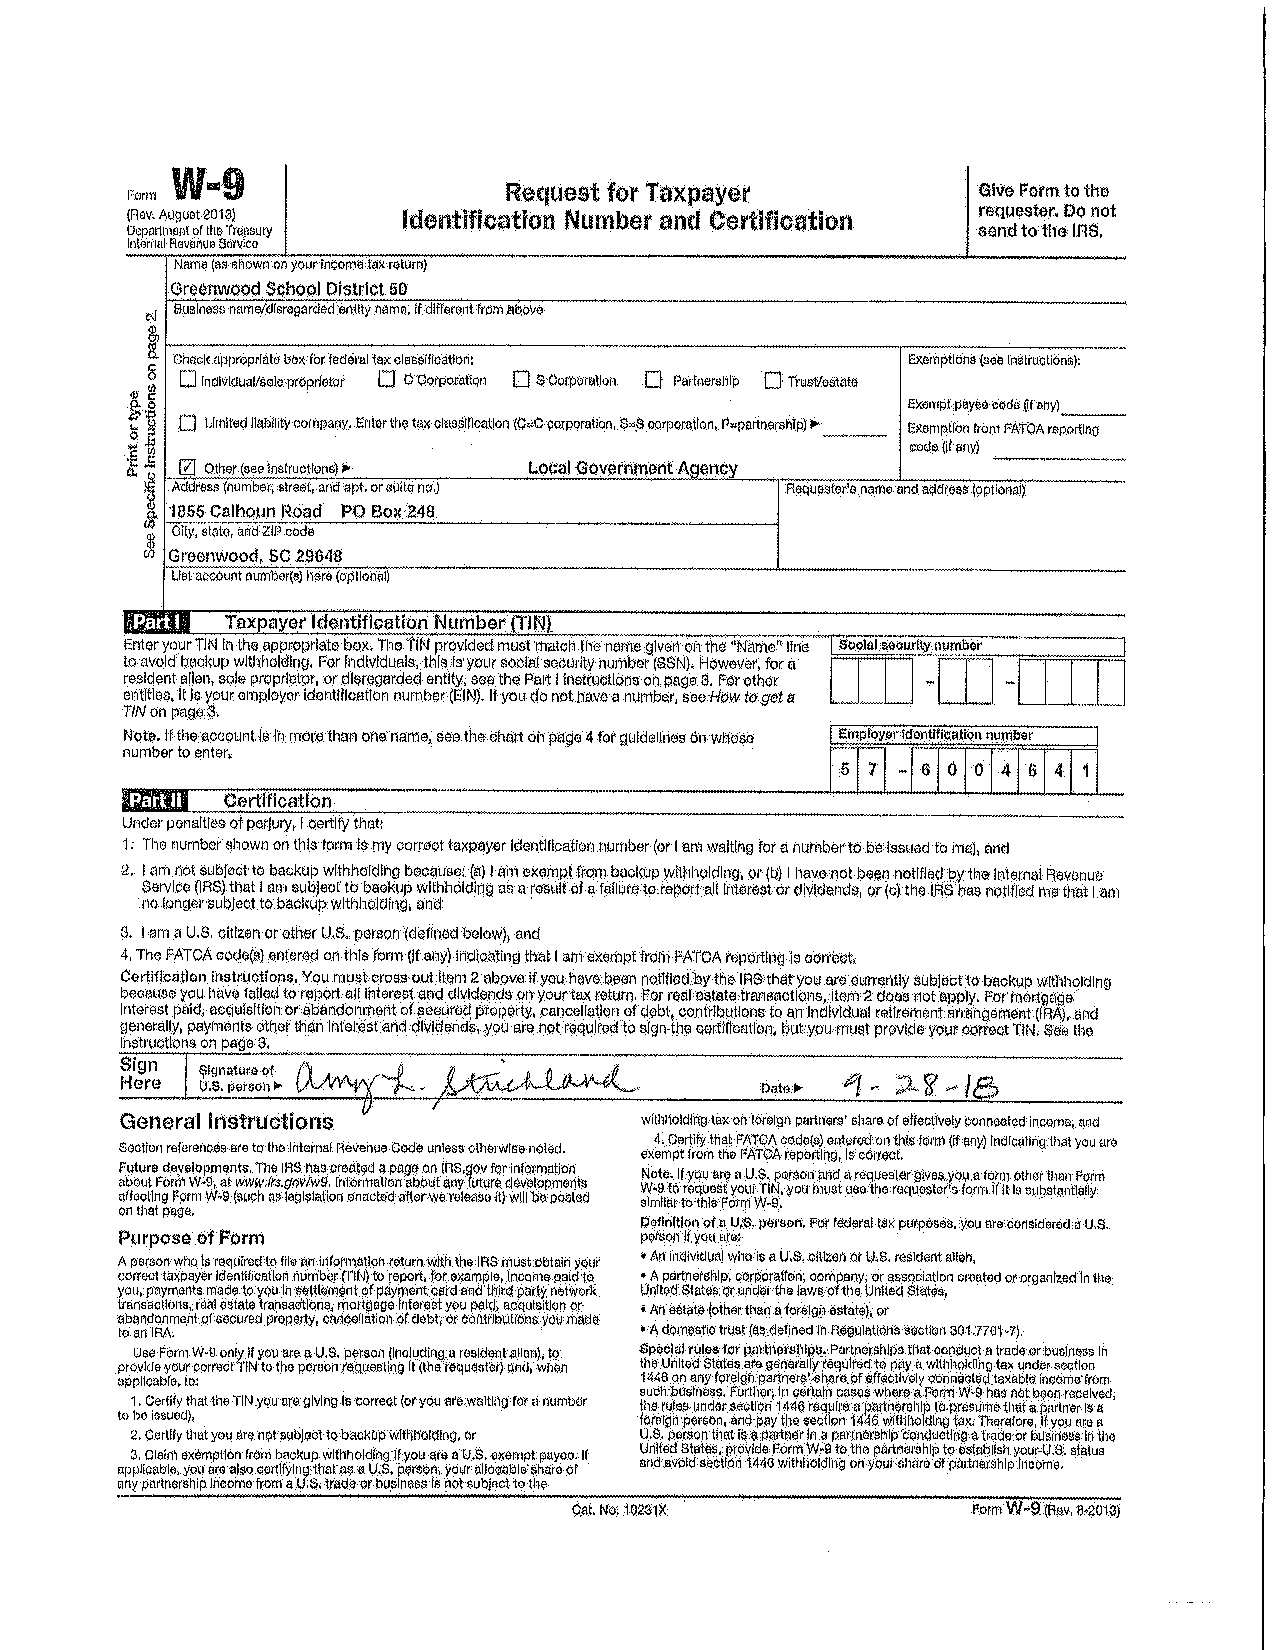 Form W-9
(Rev. August 2013)
Department of the Treasury
Internal Revenue Service
Request for Taxpayer
Identification Number and Certification
Give Form to the
requester. Do not
send to the IRS.
Print or type
See Specific Instructions on page 2.
Name (as shown on your income tax return)
Greenwood School District 50
Business name/disregarded entity name, if different from above
Check appropriate box for federal tax classification:
Individual/sole proprietor C Corporation S Corporation Partnership Trust/estate
Limited liability company. Enter the tax classification (C=C corporation, S=S corporation, P=partnership) ▶
☑ Other (see instructions) ▶ Local Government Agency
Exemptions (see instructions):
Exempt payee code (if any)
Exemption from FATCA reporting
code (if any)
Address (number, street, and apt. or suite no.)
1855 Calhoun Road PO Box 248
City, state, and ZIP code
Greenwood, SC 29648
Requester's name and address (optional)
List account number(s) here (optional)
Part I Taxpayer Identification Number (TIN)
Enter your TIN in the appropriate box. The TIN provided must match the name given on the "Name" line
to avoid backup withholding. For individuals, this is your social security number (SSN). However, for a
resident alien, sole proprietor, or disregarded entity, see the Part I instructions on page 3. For other
entities, it is your employer identification number (EIN). If you do not have a number, see How to get a
TIN on page 3.
Note. If the account is in more than one name, see the chart on page 4 for guidelines on whose
number to enter.
Social security number
– –
Employer identification number
5 7 – 6 0 0 4 6 4 1
Part II Certification
Under penalties of perjury, I certify that:
1. The number shown on this form is my correct taxpayer identification number (or I am waiting for a number to be issued to me), and
2. I am not subject to backup withholding because: (a) I am exempt from backup withholding, or (b) I have not been notified by the Internal Revenue
Service (IRS) that I am subject to backup withholding as a result of a failure to report all interest or dividends, or (c) the IRS has notified me that I am
no longer subject to backup withholding, and
3. I am a U.S. citizen or other U.S. person (defined below), and
4. The FATCA code(s) entered on this form (if any) indicating that I am exempt from FATCA reporting is correct.
Certification instructions. You must cross out item 2 above if you have been notified by the IRS that you are currently subject to backup withholding
because you have failed to report all interest and dividends on your tax return. For real estate transactions, item 2 does not apply. For mortgage
interest paid, acquisition or abandonment of secured property, cancellation of debt, contributions to an individual retirement arrangement (IRA), and
generally, payments other than interest and dividends, you are not required to sign the certification, but you must provide your correct TIN. See the
instructions on page 3.
Sign
Here
Signature of
U.S. person ▶ Amy L. Strickland Date ▶ 9-28-18
General Instructions
Section references are to the Internal Revenue Code unless otherwise noted.
Future developments. The IRS has created a page on IRS.gov for information
about Form W-9, at www.irs.gov/w9. Information about any future developments
affecting Form W-9 (such as legislation enacted after we release it) will be posted
on that page.
Purpose of Form
A person who is required to file an information return with the IRS must obtain your
correct taxpayer identification number (TIN) to report, for example, income paid to
you, payments made to you in settlement of payment card and third party network
transactions, real estate transactions, mortgage interest you paid, acquisition or
abandonment of secured property, cancellation of debt, or contributions you made
to an IRA.
Use Form W-9 only if you are a U.S. person (including a resident alien), to
provide your correct TIN to the person requesting it (the requester) and, when
applicable, to:
1. Certify that the TIN you are giving is correct (or you are waiting for a number
to be issued),
2. Certify that you are not subject to backup withholding, or
3. Claim exemption from backup withholding if you are a U.S. exempt payee. If
applicable, you are also certifying that as a U.S. person, your allocable share of
any partnership income from a U.S. trade or business is not subject to the
withholding tax on foreign partners' share of effectively connected income, and
4. Certify that FATCA code(s) entered on this form (if any) indicating that you are
exempt from the FATCA reporting, is correct.
Note. If you are a U.S. person and a requester gives you a form other than Form
W-9 to request your TIN, you must use the requester's form if it is substantially
similar to this Form W-9.
Definition of a U.S. person. For federal tax purposes, you are considered a U.S.
person if you are:
• An individual who is a U.S. citizen or U.S. resident alien,
• A partnership, corporation, company, or association created or organized in the
United States or under the laws of the United States,
• An estate (other than a foreign estate), or
• A domestic trust (as defined in Regulations section 301.7701-7).
Special rules for partnerships. Partnerships that conduct a trade or business in
the United States are generally required to pay a withholding tax under section
1446 on any foreign partners' share of effectively connected taxable income from
such business. Further, in certain cases where a Form W-9 has not been received,
the rules under section 1446 require a partnership to presume that a partner is a
foreign person, and pay the section 1446 withholding tax. Therefore, if you are a
U.S. person that is a partner in a partnership conducting a trade or business in the
United States, provide Form W-9 to the partnership to establish your U.S. status
and avoid section 1446 withholding on your share of partnership income.
Cat. No. 10231X
Form W-9 (Rev. 8-2013)